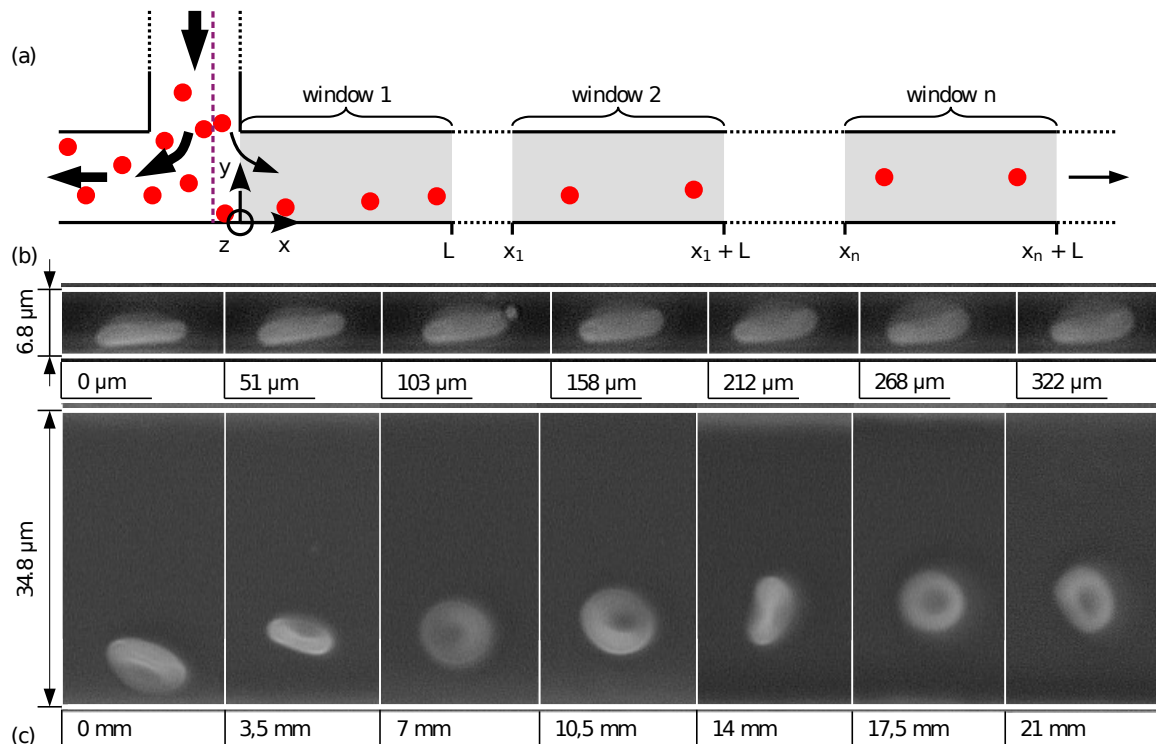 (a)
window 1
window 2
window n
y
z
x
L
x₁
x₁ + L
xₙ
xₙ + L
(b)
6.8 µm
0 µm
51 µm
103 µm
158 µm
212 µm
268 µm
322 µm
34.8 µm
0 mm
3,5 mm
7 mm
10,5 mm
14 mm
17,5 mm
21 mm
(c)